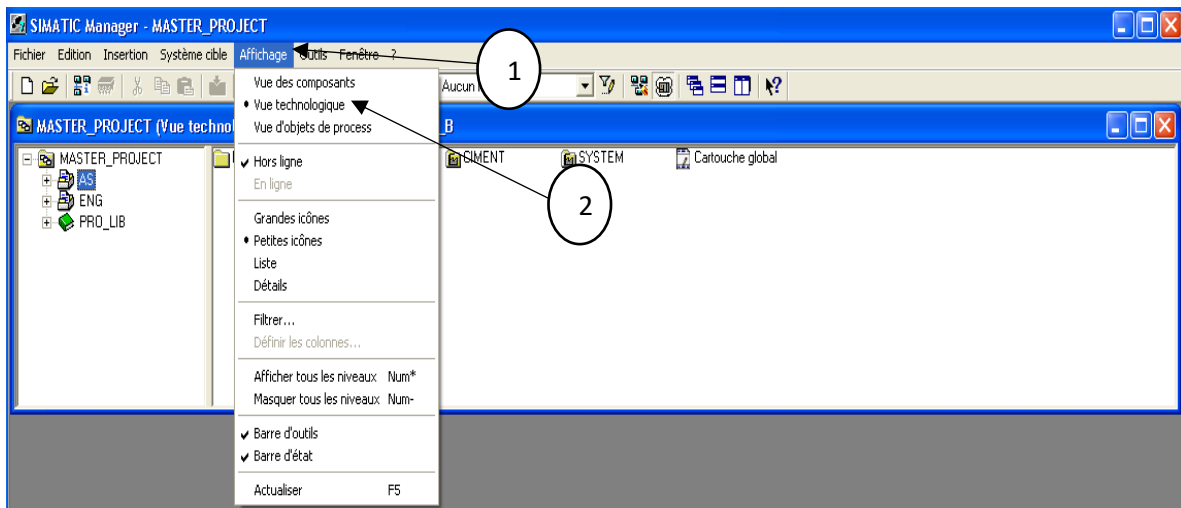 SIMATIC Manager - MASTER_PROJECT
Fichier Edition Insertion Système cible Affichage Outils Fenêtre ?
1
Aucun
MASTER_PROJECT (Vue techno
_B
MASTER_PROJECT
AS
ENG
PRO_LIB
Vue des composants
Vue technologique
Vue d'objets de process
Hors ligne
En ligne
Grandes icônes
Petites icônes
Liste
Détails
Filtrer...
Définir les colonnes...
Afficher tous les niveaux Num*
Masquer tous les niveaux Num-
Barre d'outils
Barre d'état
Actualiser F5
CIMENT SYSTEM Cartouche global
2